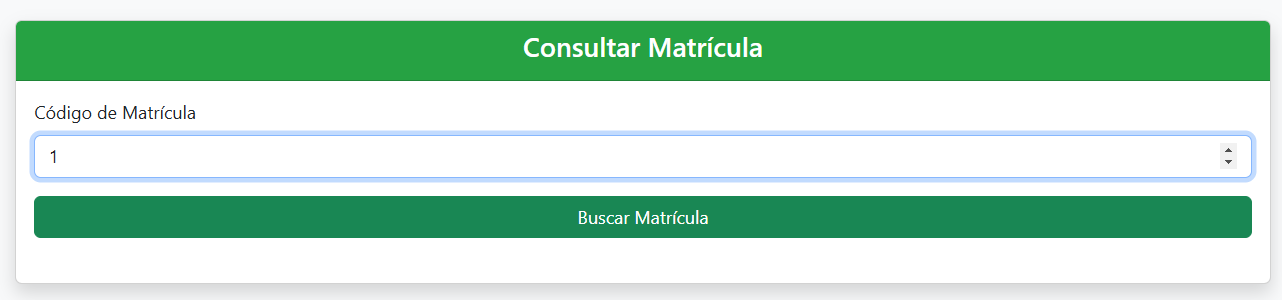 Consultar Matrícula
Código de Matrícula
1
Buscar Matrícula